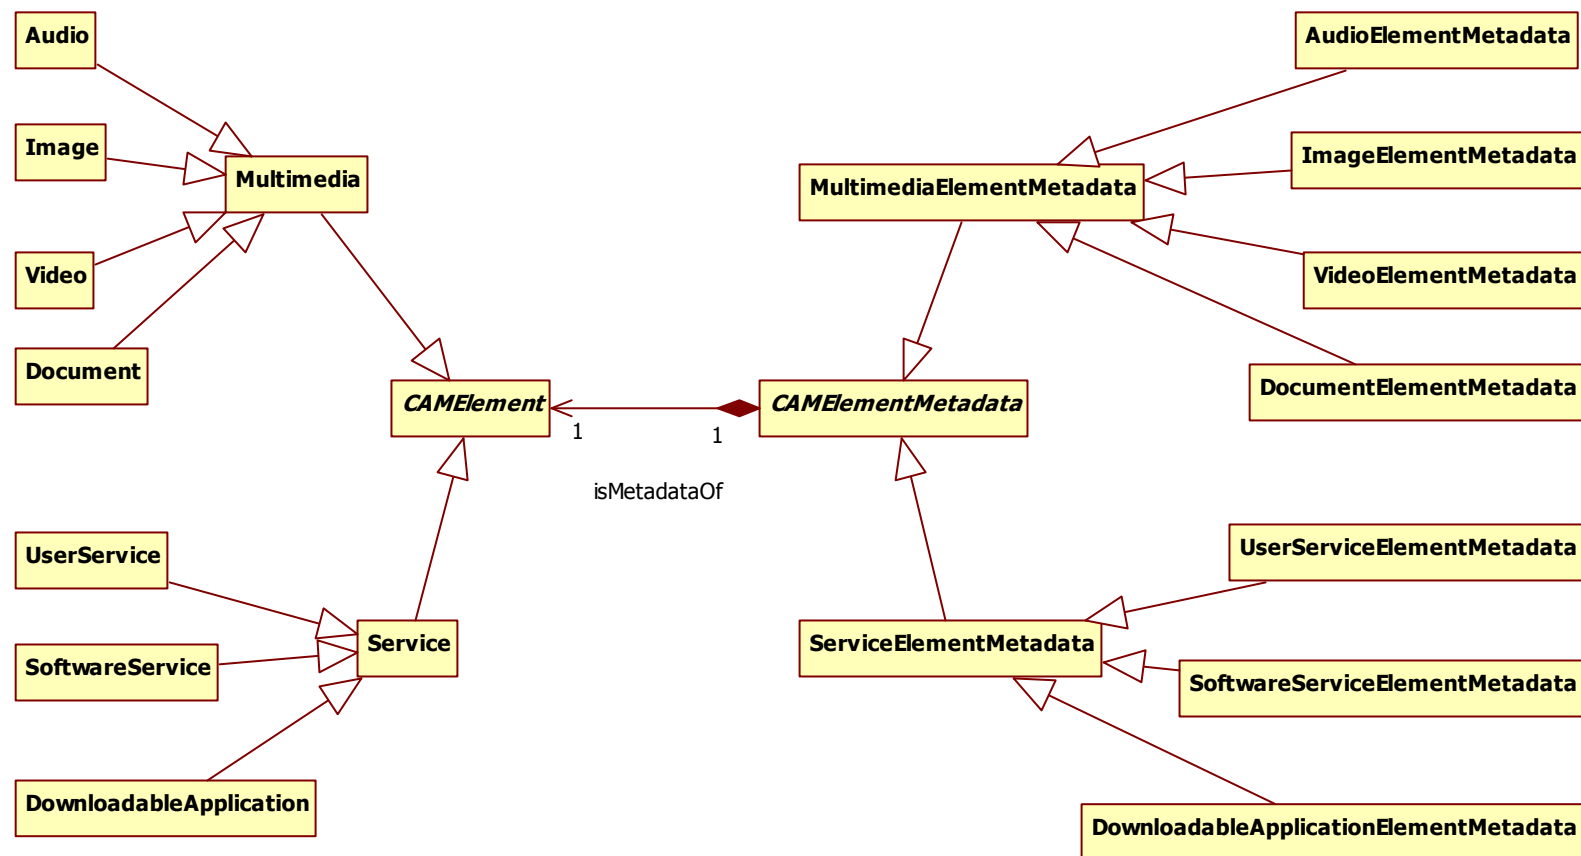 Audio
AudioElementMetadata
Image
ImageElementMetadata
Multimedia
MultimediaElementMetadata
Video
VideoElementMetadata
Document
DocumentElementMetadata
CAMElement
CAMElementMetadata
1
1
isMetadataOf
UserService
UserServiceElementMetadata
Service
ServiceElementMetadata
SoftwareService
SoftwareServiceElementMetadata
DownloadableApplication
DownloadableApplicationElementMetadata